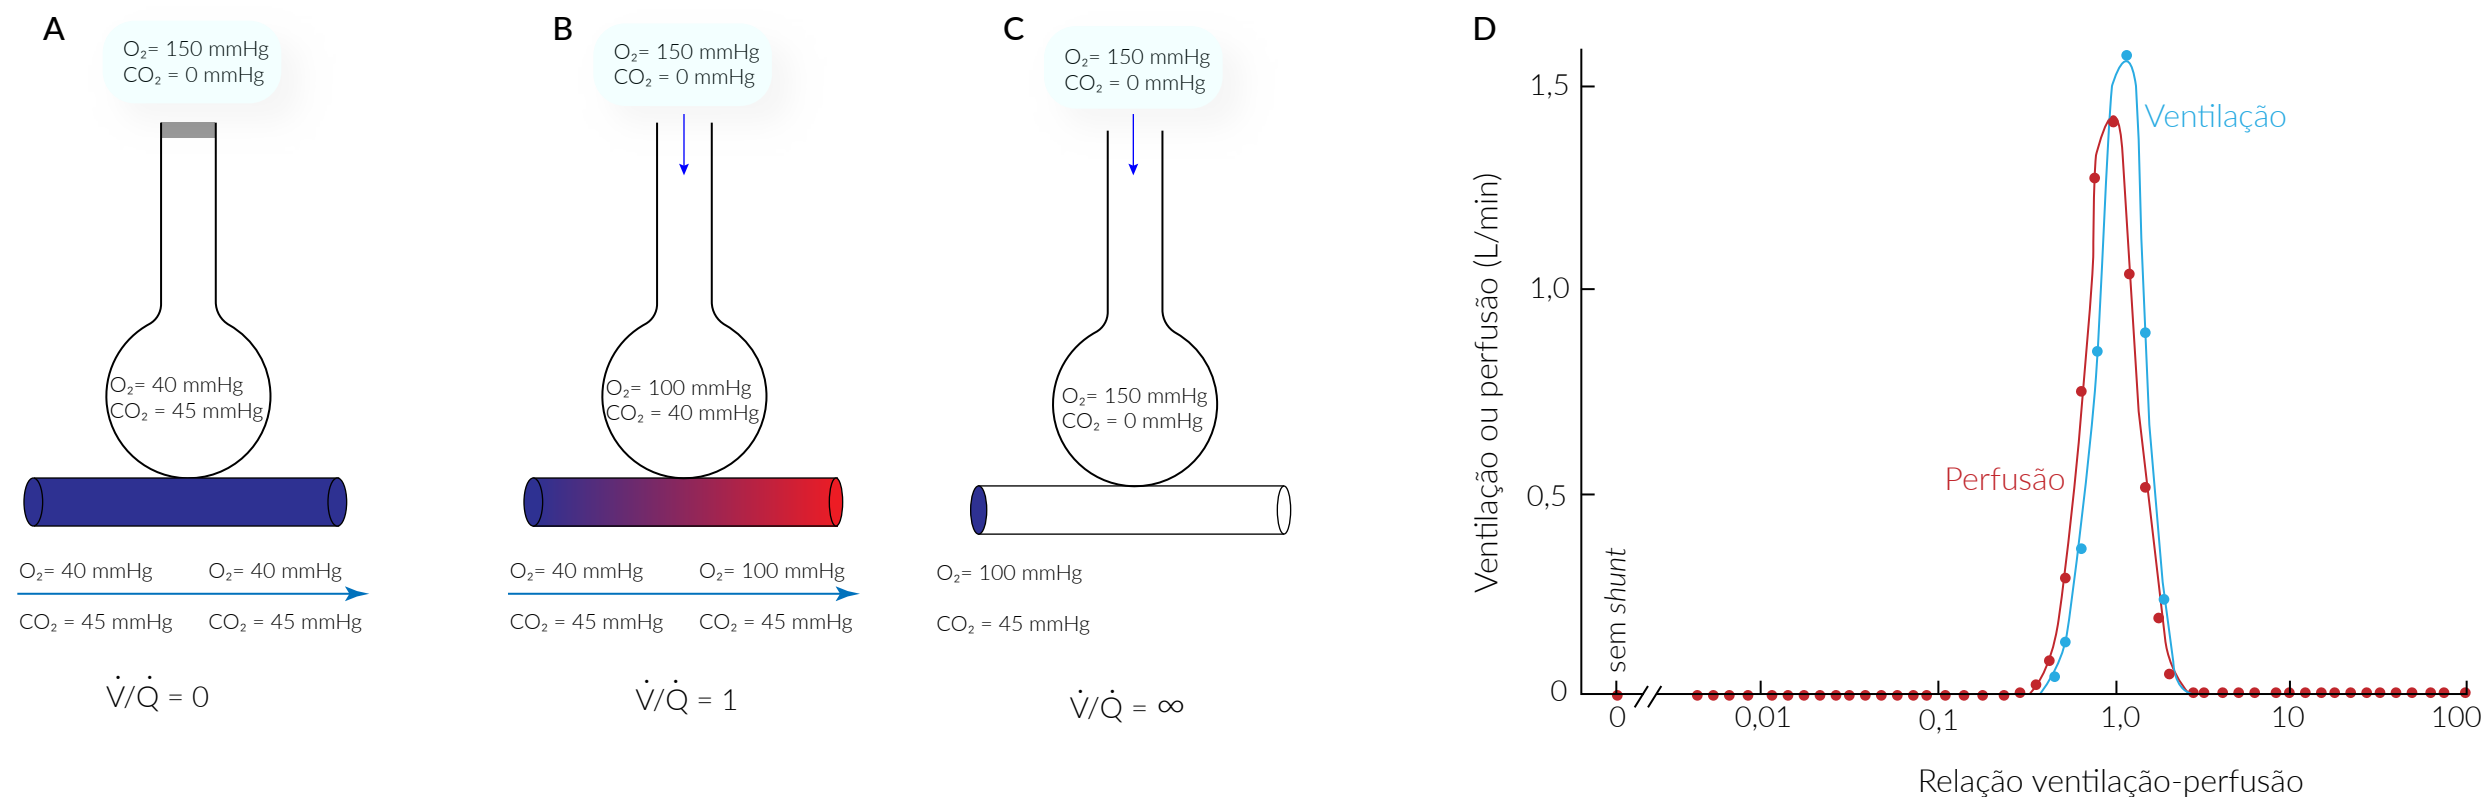 A
O₂= 150 mmHg
CO₂ = 0 mmHg
O₂= 40 mmHg
CO₂ = 45 mmHg
O₂= 40 mmHg
O₂= 40 mmHg
CO₂ = 45 mmHg
CO₂ = 45 mmHg
V̇/Q̇ = 0
B
O₂= 150 mmHg
CO₂ = 0 mmHg
O₂= 100 mmHg
CO₂ = 40 mmHg
O₂= 40 mmHg
O₂= 100 mmHg
CO₂ = 45 mmHg
CO₂ = 45 mmHg
V̇/Q̇ = 1
C
O₂= 150 mmHg
CO₂ = 0 mmHg
O₂= 150 mmHg
CO₂ = 0 mmHg
O₂= 100 mmHg
CO₂ = 45 mmHg
V̇/Q̇ = ∞
D
Ventilação ou perfusão (L/min)
1,5
1,0
0,5
0
Ventilação
Perfusão
sem shunt
0
0,01
0,1
1,0
10
100
Relação ventilação-perfusão